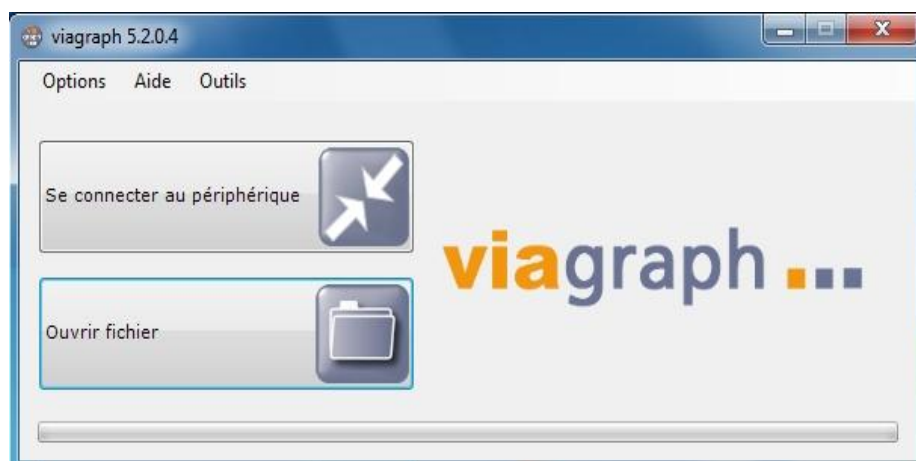 viagraph 5.2.0.4
Options Aide Outils
Se connecter au périphérique
Ouvrir fichier
viagraph